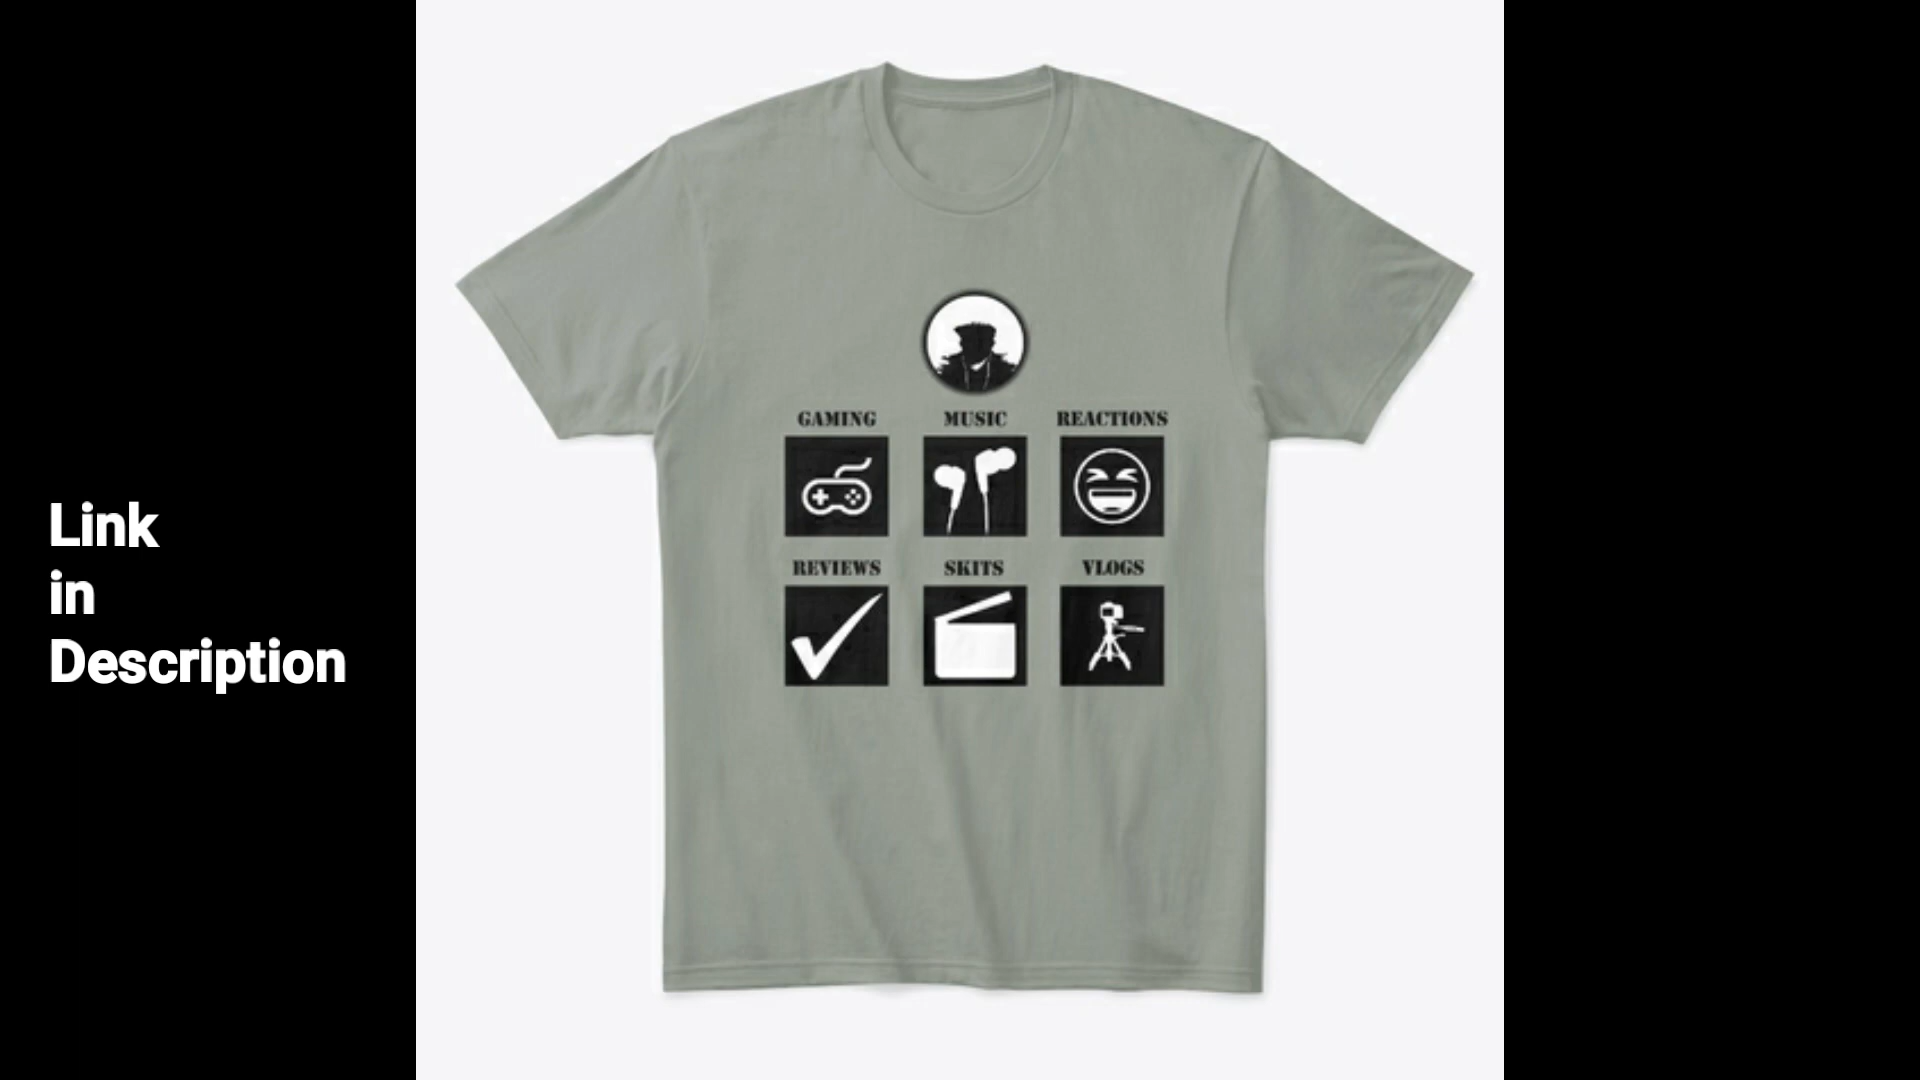 Link
in
Description
GAMING MUSIC REACTIONS
REVIEWS SKITS VLOGS